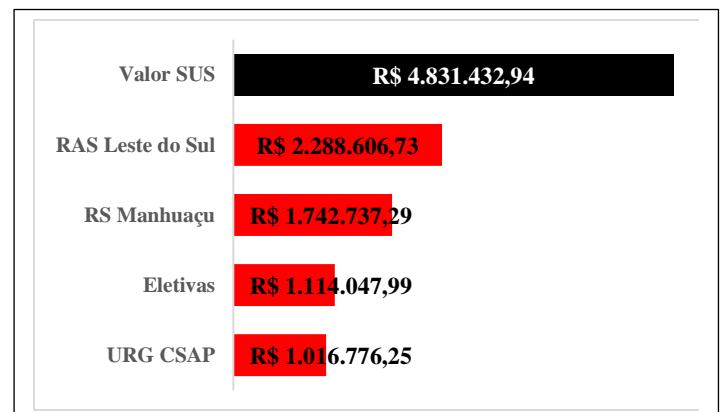 Valor SUS R$ 4.831.432,94
RAS Leste do Sul R$ 2.288.606,73
RS Manhuaçu R$ 1.742.737,29
Eletivas R$ 1.114.047,99
URG CSAP R$ 1.016.776,25